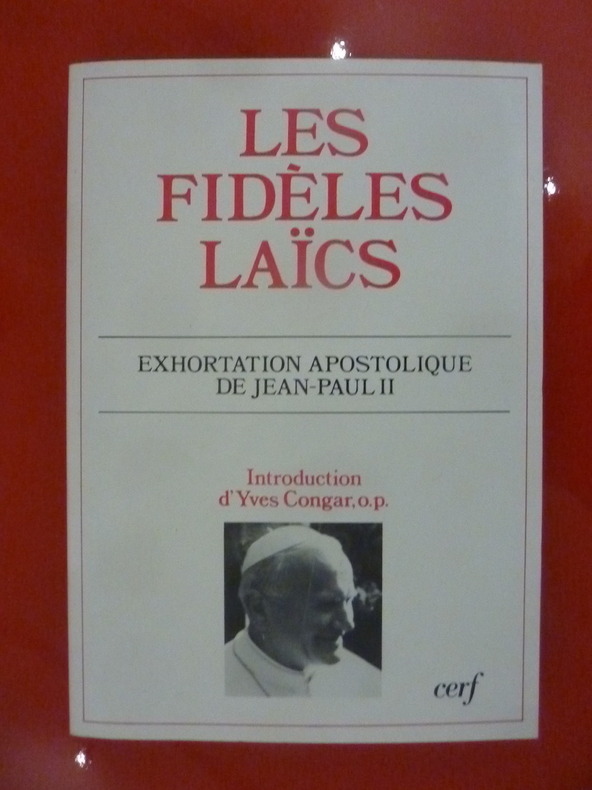 LES
FIDÈLES
LAÏCS
EXHORTATION APOSTOLIQUE
DE JEAN-PAUL II
Introduction
d'Yves Congar, o.p.
cerf